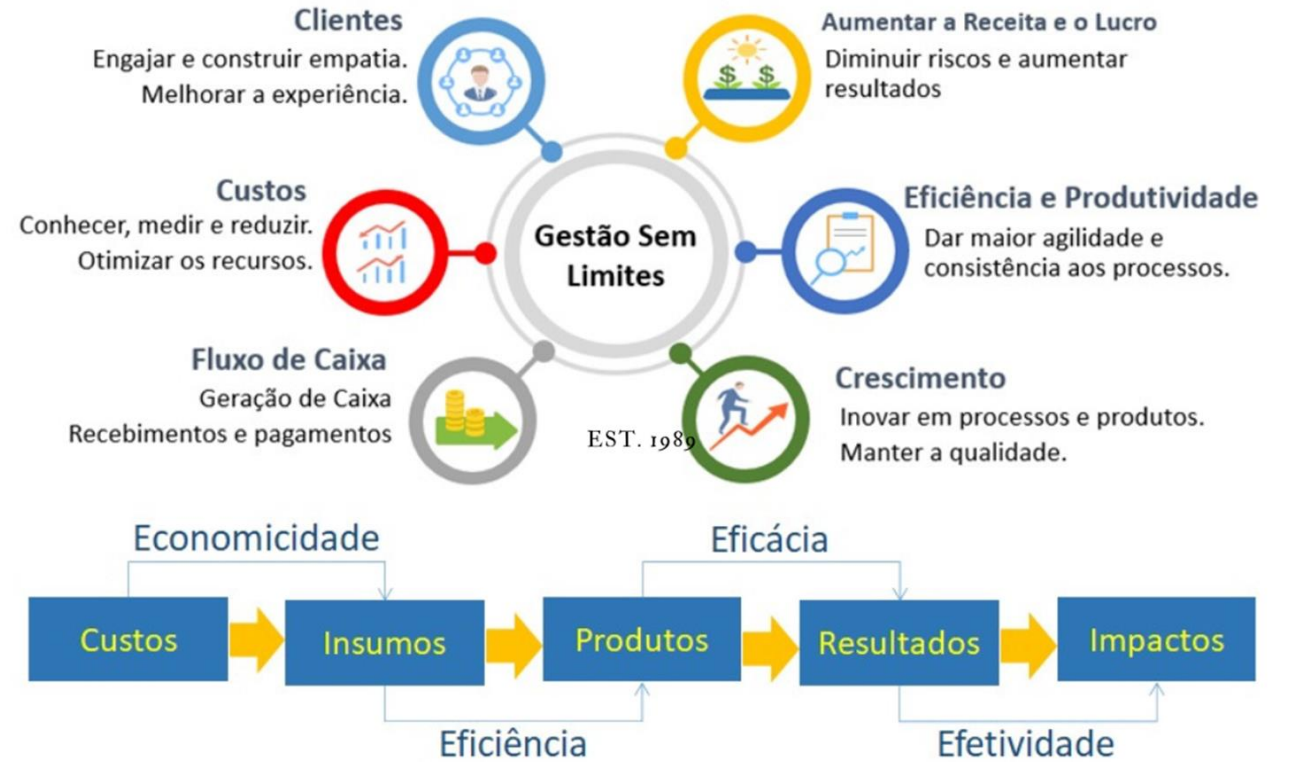 Clientes
Engajar e construir empatia.
Melhorar a experiência.
Aumentar a Receita e o Lucro
Diminuir riscos e aumentar
resultados
Custos
Conhecer, medir e reduzir.
Otimizar os recursos.
Gestão Sem
Limites
Eficiência e Produtividade
Dar maior agilidade e
consistência aos processos.
Fluxo de Caixa
Geração de Caixa
Recebimentos e pagamentos
EST. 1989
Crescimento
Inovar em processos e produtos.
Manter a qualidade.
Economicidade
Eficácia
Custos
Insumos
Produtos
Resultados
Impactos
Eficiência
Efetividade